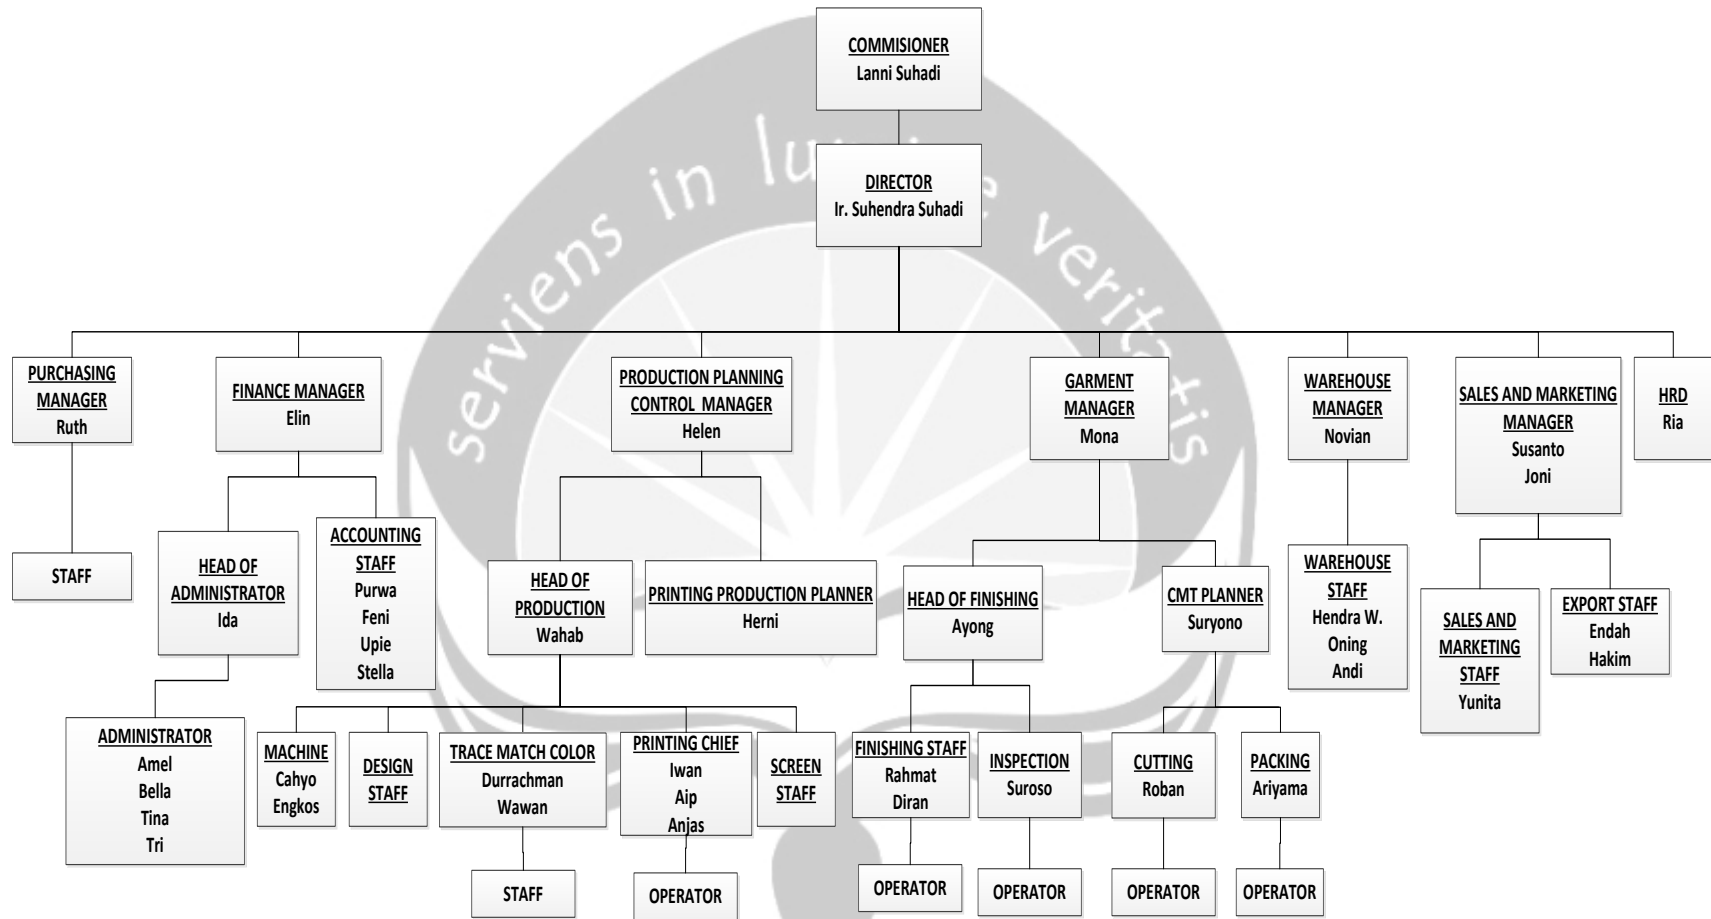 COMMISIONER
Lanni Suhadi
DIRECTOR
Ir. Suhendra Suhadi
serviens in lu e veritatis
PURCHASING
MANAGER
Ruth
FINANCE MANAGER
Elin
PRODUCTION PLANNING
CONTROL MANAGER
Helen
GARMENT
MANAGER
Mona
WAREHOUSE
MANAGER
Novian
SALES AND MARKETING
MANAGER
Susanto
Joni
HRD
Ria
STAFF
HEAD OF
ADMINISTRATOR
Ida
ACCOUNTING
STAFF
Purwa
Feni
Upie
Stella
HEAD OF
PRODUCTION
Wahab
PRINTING PRODUCTION PLANNER
Herni
HEAD OF FINISHING
Ayong
CMT PLANNER
Suryono
WAREHOUSE
STAFF
Hendra W.
Oning
Andi
SALES AND
MARKETING
STAFF
Yunita
EXPORT STAFF
Endah
Hakim
ADMINISTRATOR
Amel
Bella
Tina
Tri
MACHINE
Cahyo
Engkos
DESIGN
STAFF
TRACE MATCH COLOR
Durrachman
Wawan
PRINTING CHIEF
Iwan
Aip
Anjas
SCREEN
STAFF
FINISHING STAFF
Rahmat
Diran
INSPECTION
Suroso
CUTTING
Roban
PACKING
Ariyama
STAFF
OPERATOR
OPERATOR
OPERATOR
OPERATOR
OPERATOR